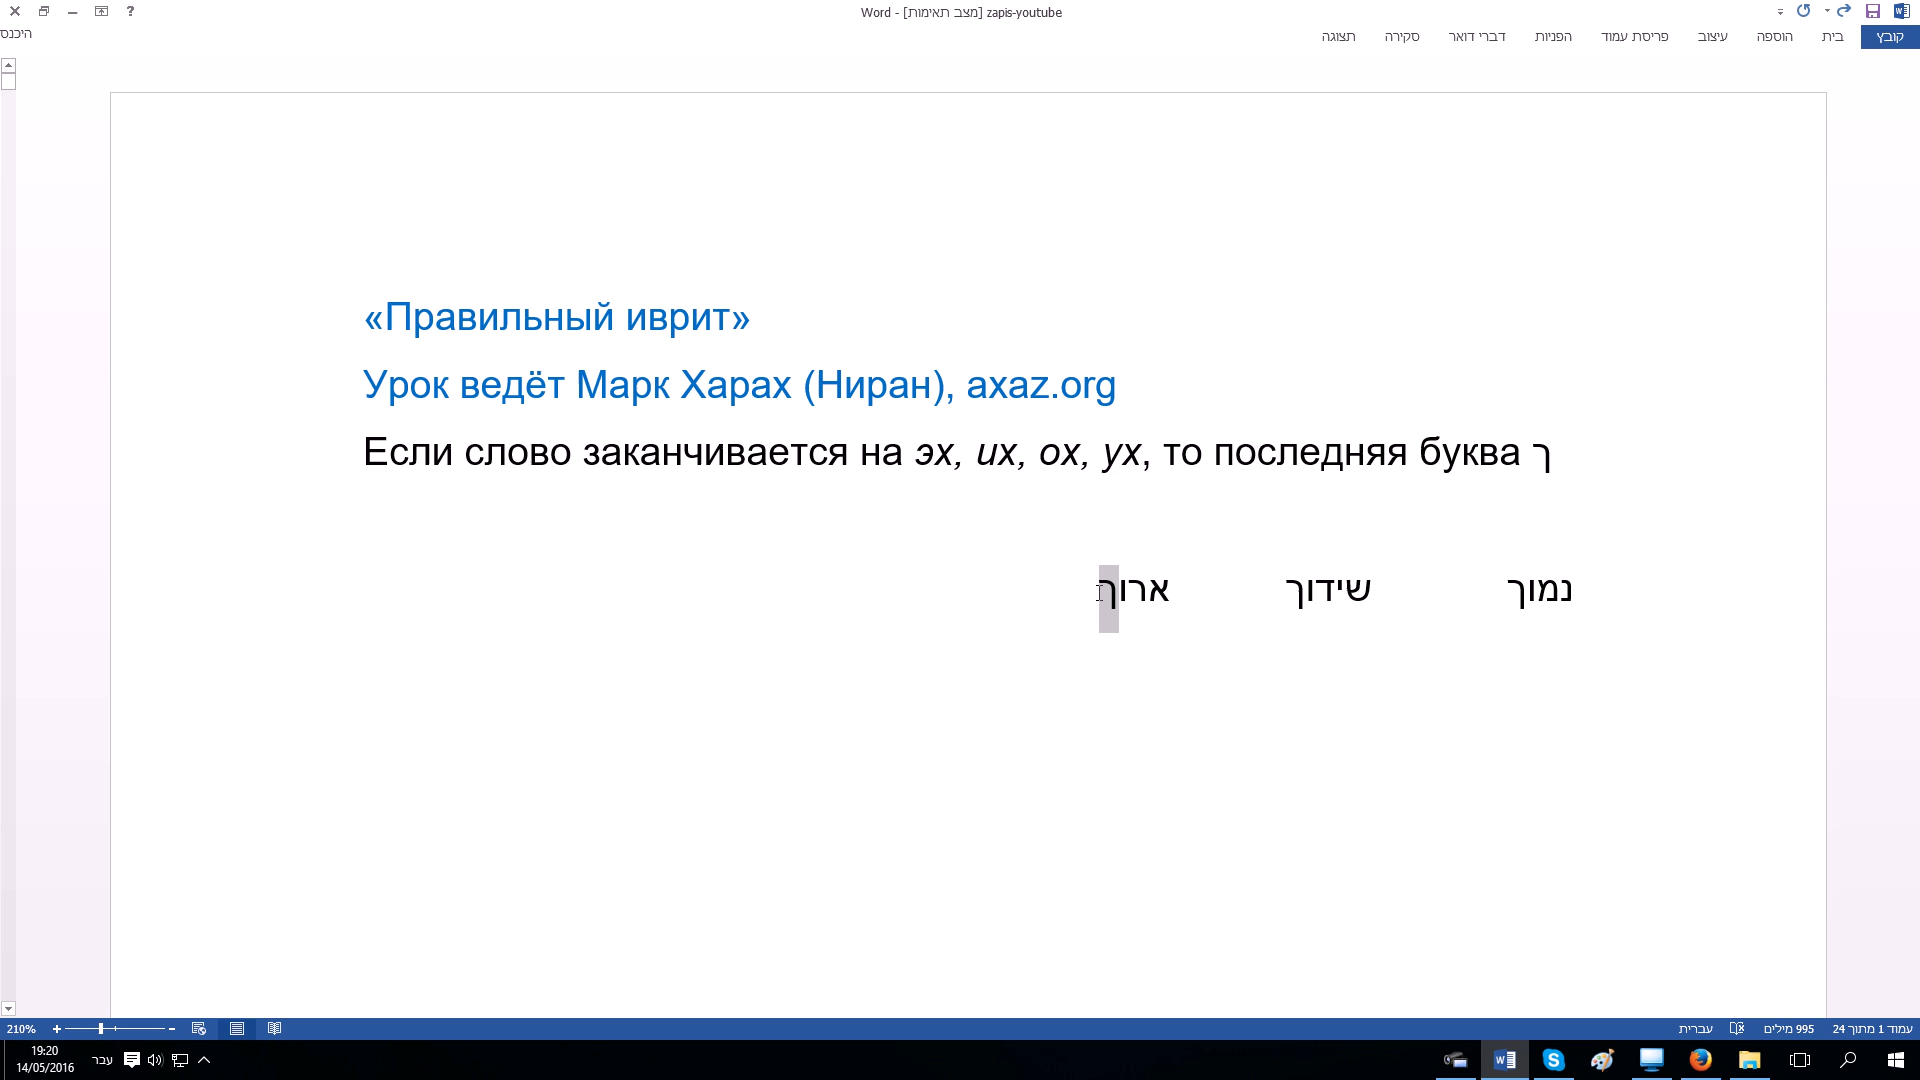 zapis-youtube [מצב תאימות] - Word
היכנס
קובץ בית הוספה עיצוב פריסת עמוד הפניות דברי דואר סקירה תצוגה
«Правильный иврит»
Урок ведёт Марк Харах (Ниран), axaz.org
Если слово заканчивается на эх, их, ох, ух, то последняя буква ך
נמוך שידוך ארוך
עמוד 1 מתוך 24 995 מילים עברית
210%
19:20
עבר
14/05/2016